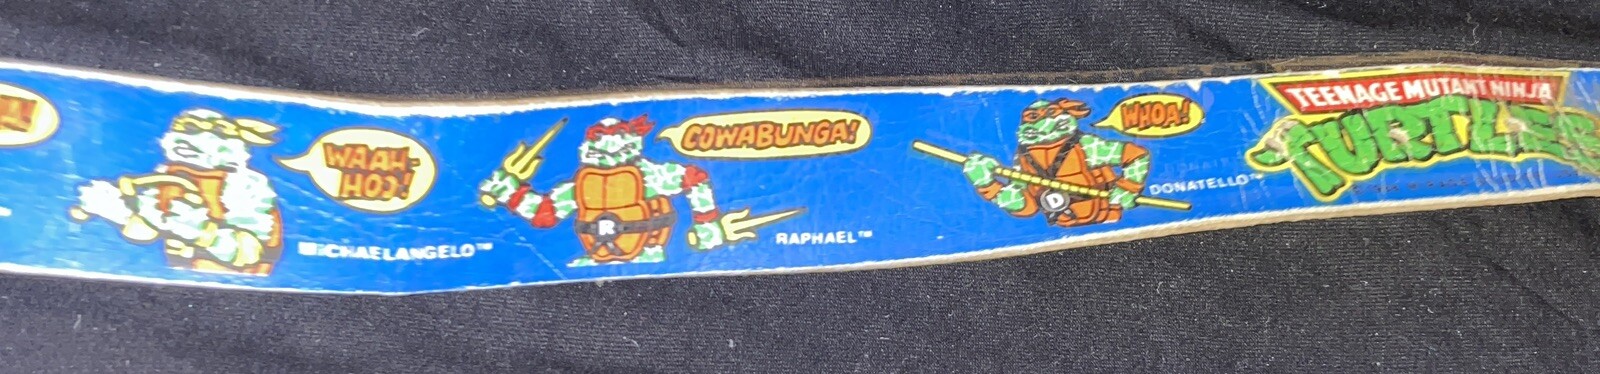 WAAH-
HOO!
MICHAELANGELO™
COWABUNGA!
R
RAPHAEL™
WHOA!
D
DONATELLO™
TEENAGE MUTANT NINJA
TURTLES